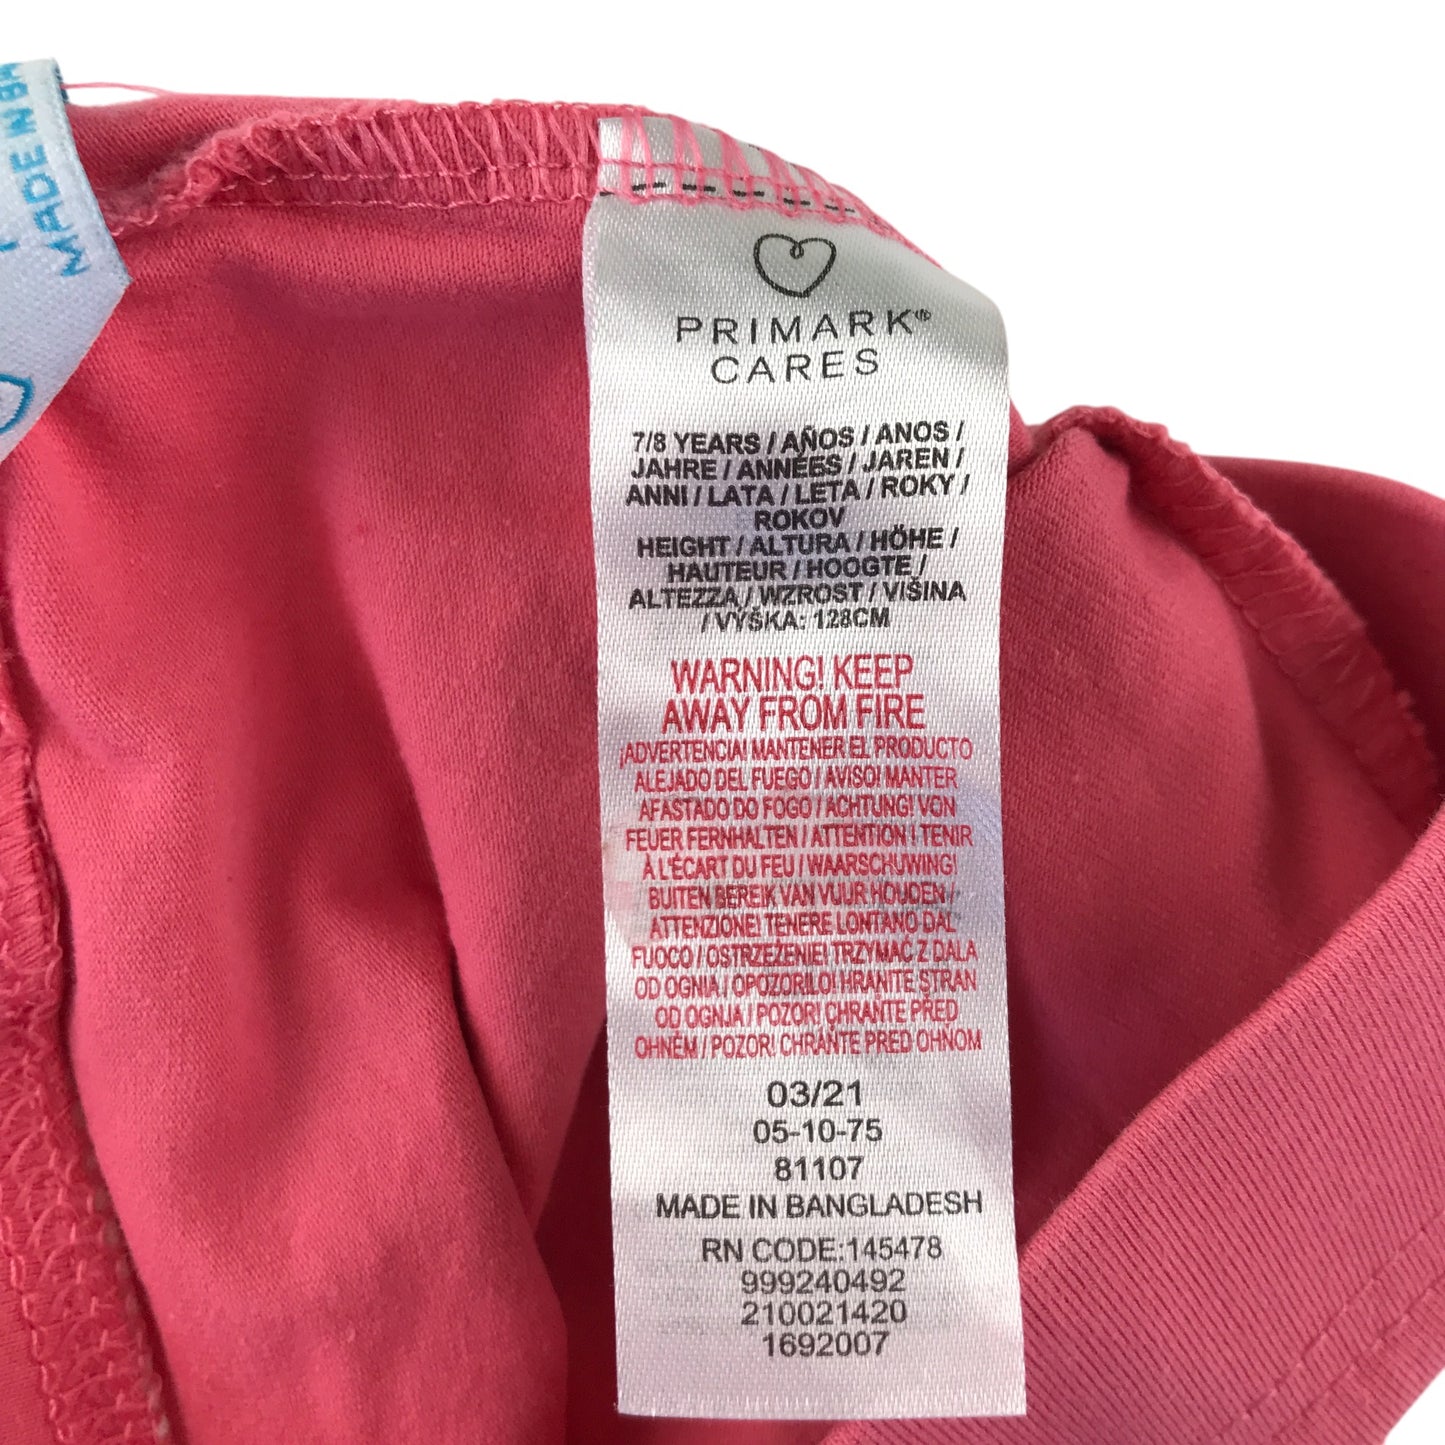 MADE IN
PRIMARK®
CARES
7/8 YEARS / AÑOS / ANOS /
JAHRE / ANNÉES / JAREN /
ANNI / LATA / LETA / ROKY /
ROKOV
HEIGHT / ALTURA / HÖHE /
HAUTEUR / HOOGTE /
ALTEZZA / WZROST / VIŠINA
/ VÝŠKA: 128CM
WARNING! KEEP
AWAY FROM FIRE
¡ADVERTENCIA! MANTENER EL PRODUCTO
ALEJADO DEL FUEGO / AVISO! MANTER
AFASTADO DO FOGO / ACHTUNG! VON
FEUER FERNHALTEN / ATTENTION ! TENIR
À L'ÉCART DU FEU / WAARSCHUWING!
BUITEN BEREIK VAN VUUR HOUDEN /
ATTENZIONE! TENERE LONTANO DAL
FUOCO / OSTRZEŻENIE! TRZYMAĆ Z DALA
OD OGNIA / OPOZORILO! HRANITE STRAN
OD OGNJA / POZOR! CHRAŇTE PŘED
OHNĚM / POZOR! CHRÁŇTE PRED OHŇOM
03/21
05-10-75
81107
MADE IN BANGLADESH
RN CODE:145478
999240492
210021420
1692007